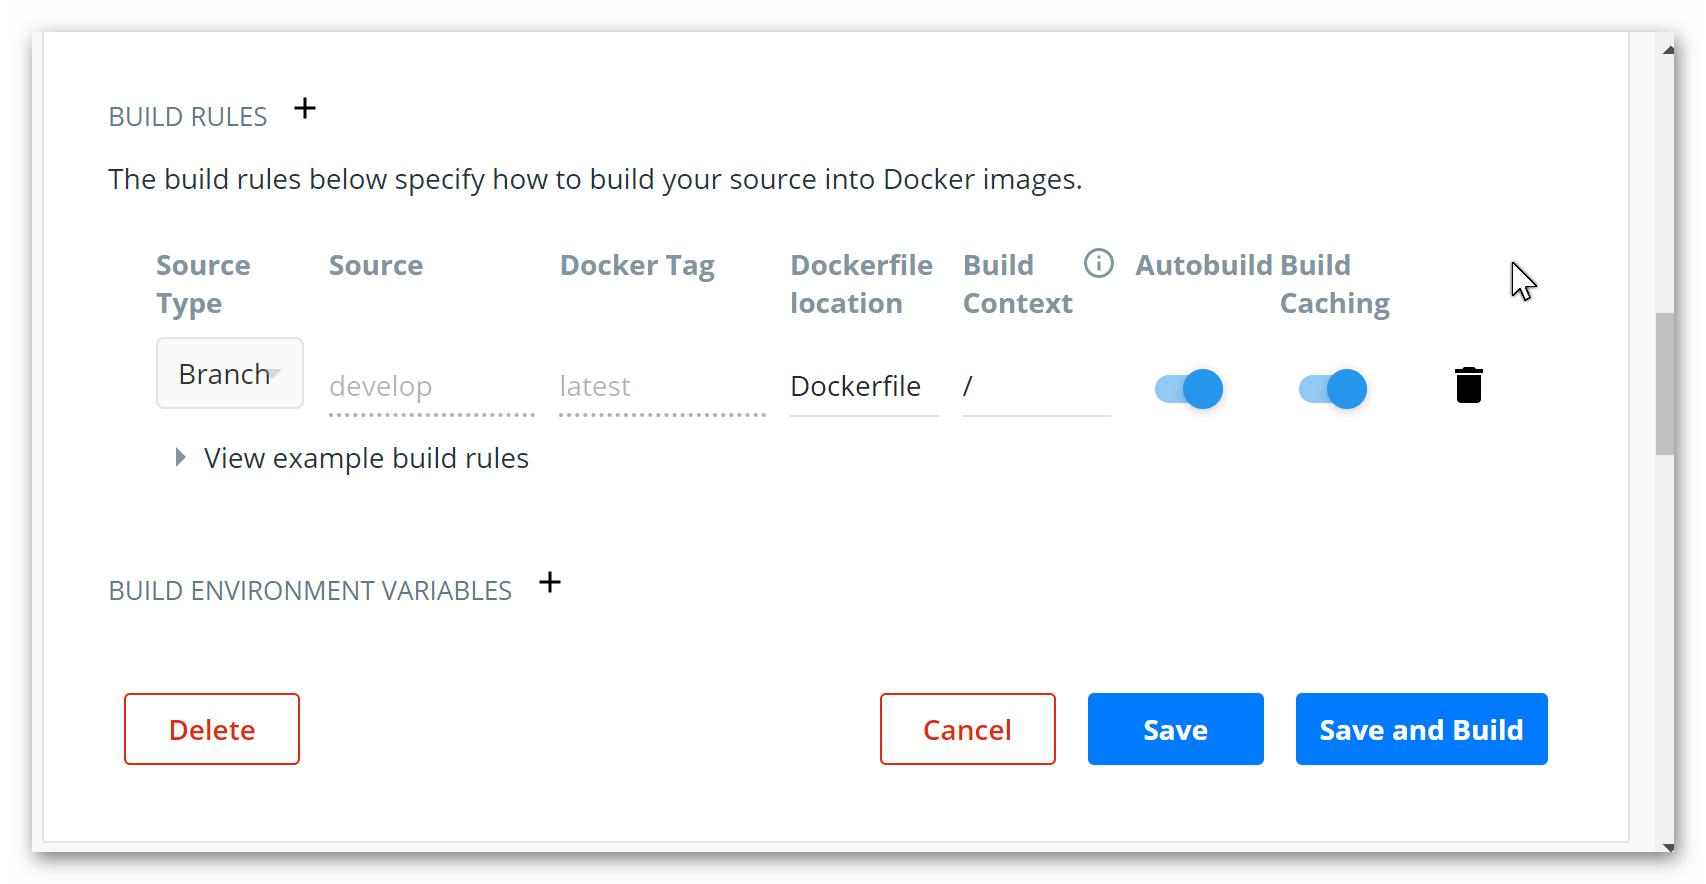 BUILD RULES +
The build rules below specify how to build your source into Docker images.
Source Type
Source
Docker Tag
Dockerfile location
Build Context
Autobuild
Build Caching
Branch
develop
latest
Dockerfile
/
View example build rules
BUILD ENVIRONMENT VARIABLES +
Delete
Cancel
Save
Save and Build